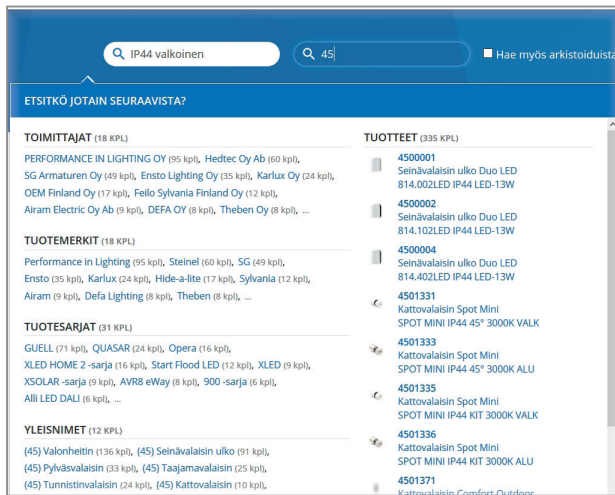 IP44 valkoinen
45
Hae myös arkistoiduista
ETSITKÖ JOTAIN SEURAAVISTA?
TOIMITTAJAT (18 KPL)
PERFORMANCE IN LIGHTING OY (95 kpl), Hedtec Oy Ab (60 kpl),
SG Armaturen Oy (49 kpl), Ensto Lighting Oy (35 kpl), Karlux Oy (24 kpl),
OEM Finland Oy (17 kpl), Feilo Sylvania Finland Oy (12 kpl),
Airam Electric Oy Ab (9 kpl), DEFA OY (8 kpl), Theben Oy (8 kpl), ...
TUOTEMERKIT (18 KPL)
Performance in Lighting (95 kpl), Steinel (60 kpl), SG (49 kpl),
Ensto (35 kpl), Karlux (24 kpl), Hide-a-lite (17 kpl), Sylvania (12 kpl),
Airam (9 kpl), Defa Lighting (8 kpl), Theben (8 kpl), ...
TUOTESARJAT (31 KPL)
GUELL (71 kpl), QUASAR (24 kpl), Opera (16 kpl),
XLED HOME 2 -sarja (16 kpl), Start Flood LED (12 kpl), XLED (9 kpl),
XSOLAR -sarja (9 kpl), AVR8 eWay (8 kpl), 900 -sarja (6 kpl),
Alli LED DALI (6 kpl), ...
YLEISNIMET (12 KPL)
(45) Valonheitin (136 kpl), (45) Seinävalaisin ulko (91 kpl),
(45) Pylväsvalaisin (33 kpl), (45) Taajamavalaisin (25 kpl),
(45) Tunnistinvalaisin (24 kpl), (45) Kattovalaisin (10 kpl),
TUOTTEET (335 KPL)
4500001
Seinävalaisin ulko Duo LED
814.002LED IP44 LED-13W
4500002
Seinävalaisin ulko Duo LED
814.102LED IP44 LED-13W
4500004
Seinävalaisin ulko Duo LED
814.402LED IP44 LED-13W
4501331
Kattovalaisin Spot Mini
SPOT MINI IP44 45° 3000K VALK
4501333
Kattovalaisin Spot Mini
SPOT MINI IP44 45° 3000K ALU
4501335
Kattovalaisin Spot Mini
SPOT MINI IP44 KIT 3000K VALK
4501336
Kattovalaisin Spot Mini
SPOT MINI IP44 KIT 3000K ALU
4501371
Kattovalaisin Comfort Outdoor